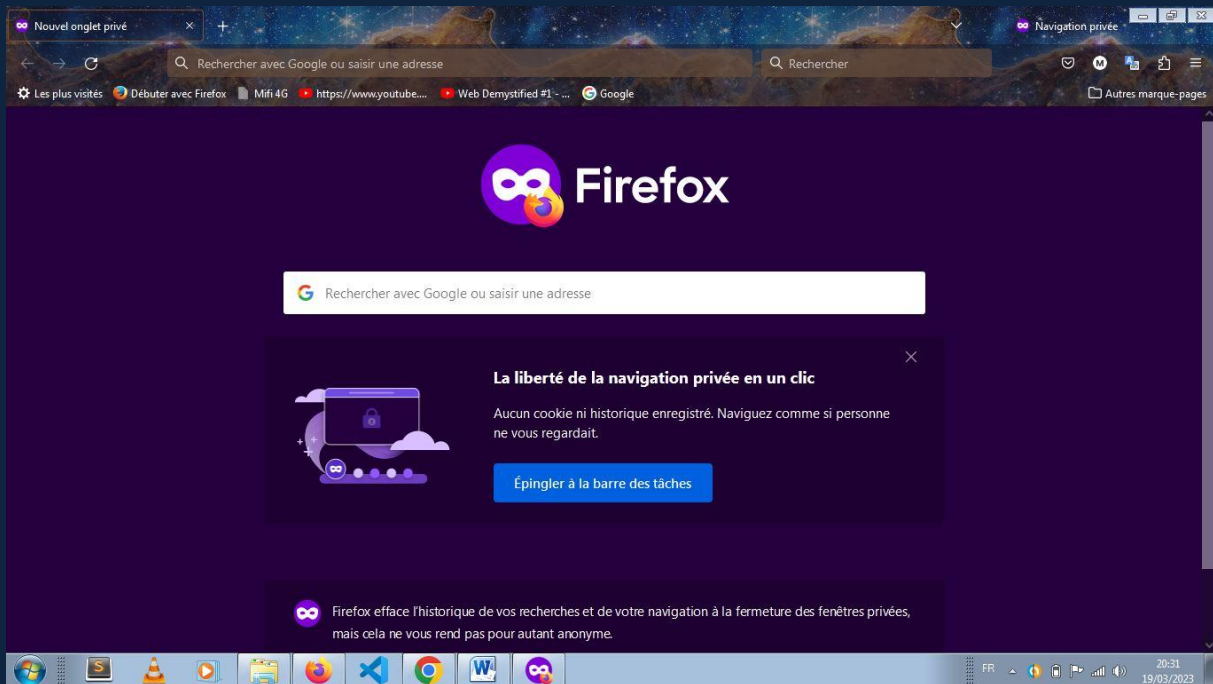 Nouvel onglet privé
Navigation privée
Rechercher avec Google ou saisir une adresse
Rechercher
M
Les plus visités Débuter avec Firefox Mifi 4G https://www.youtube.... Web Demystified #1 - ... Google Autres marque-pages
Firefox
Rechercher avec Google ou saisir une adresse
La liberté de la navigation privée en un clic
Aucun cookie ni historique enregistré. Naviguez comme si personne
ne vous regardait.
Épingler à la barre des tâches
Firefox efface l'historique de vos recherches et de votre navigation à la fermeture des fenêtres privées,
mais cela ne vous rend pas pour autant anonyme.
FR
20:31
19/03/2023